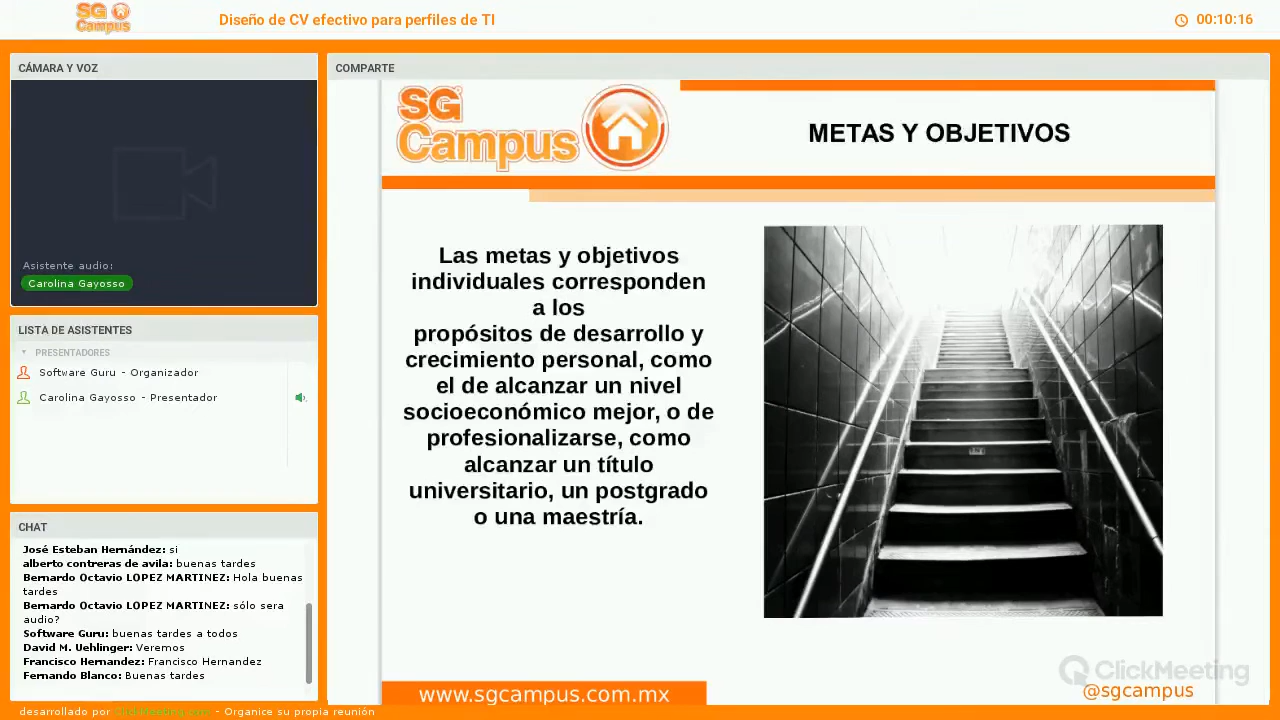 SG
Campus
Diseño de CV efectivo para perfiles de TI
00:10:16
CÁMARA Y VOZ
Asistente audio:
Carolina Gayosso
LISTA DE ASISTENTES
PRESENTADORES
Software Guru - Organizador
Carolina Gayosso - Presentador
CHAT
José Esteban Hernández: si
alberto contreras de avila: buenas tardes
Bernardo Octavio LOPEZ MARTINEZ: Hola buenas
tardes
Bernardo Octavio LOPEZ MARTINEZ: sólo sera
audio?
Software Guru: buenas tardes a todos
David M. Uehlinger: Veremos
Francisco Hernandez: Francisco Hernandez
Fernando Blanco: Buenas tardes
COMPARTE
SG
Campus
METAS Y OBJETIVOS
Las metas y objetivos
individuales corresponden
a los
propósitos de desarrollo y
crecimiento personal, como
el de alcanzar un nivel
socioeconómico mejor, o de
profesionalizarse, como
alcanzar un título
universitario, un postgrado
o una maestría.
www.sgcampus.com.mx
ClickMeeting
@sgcampus
desarrollado por ClickMeeting.com - Organice su propia reunión